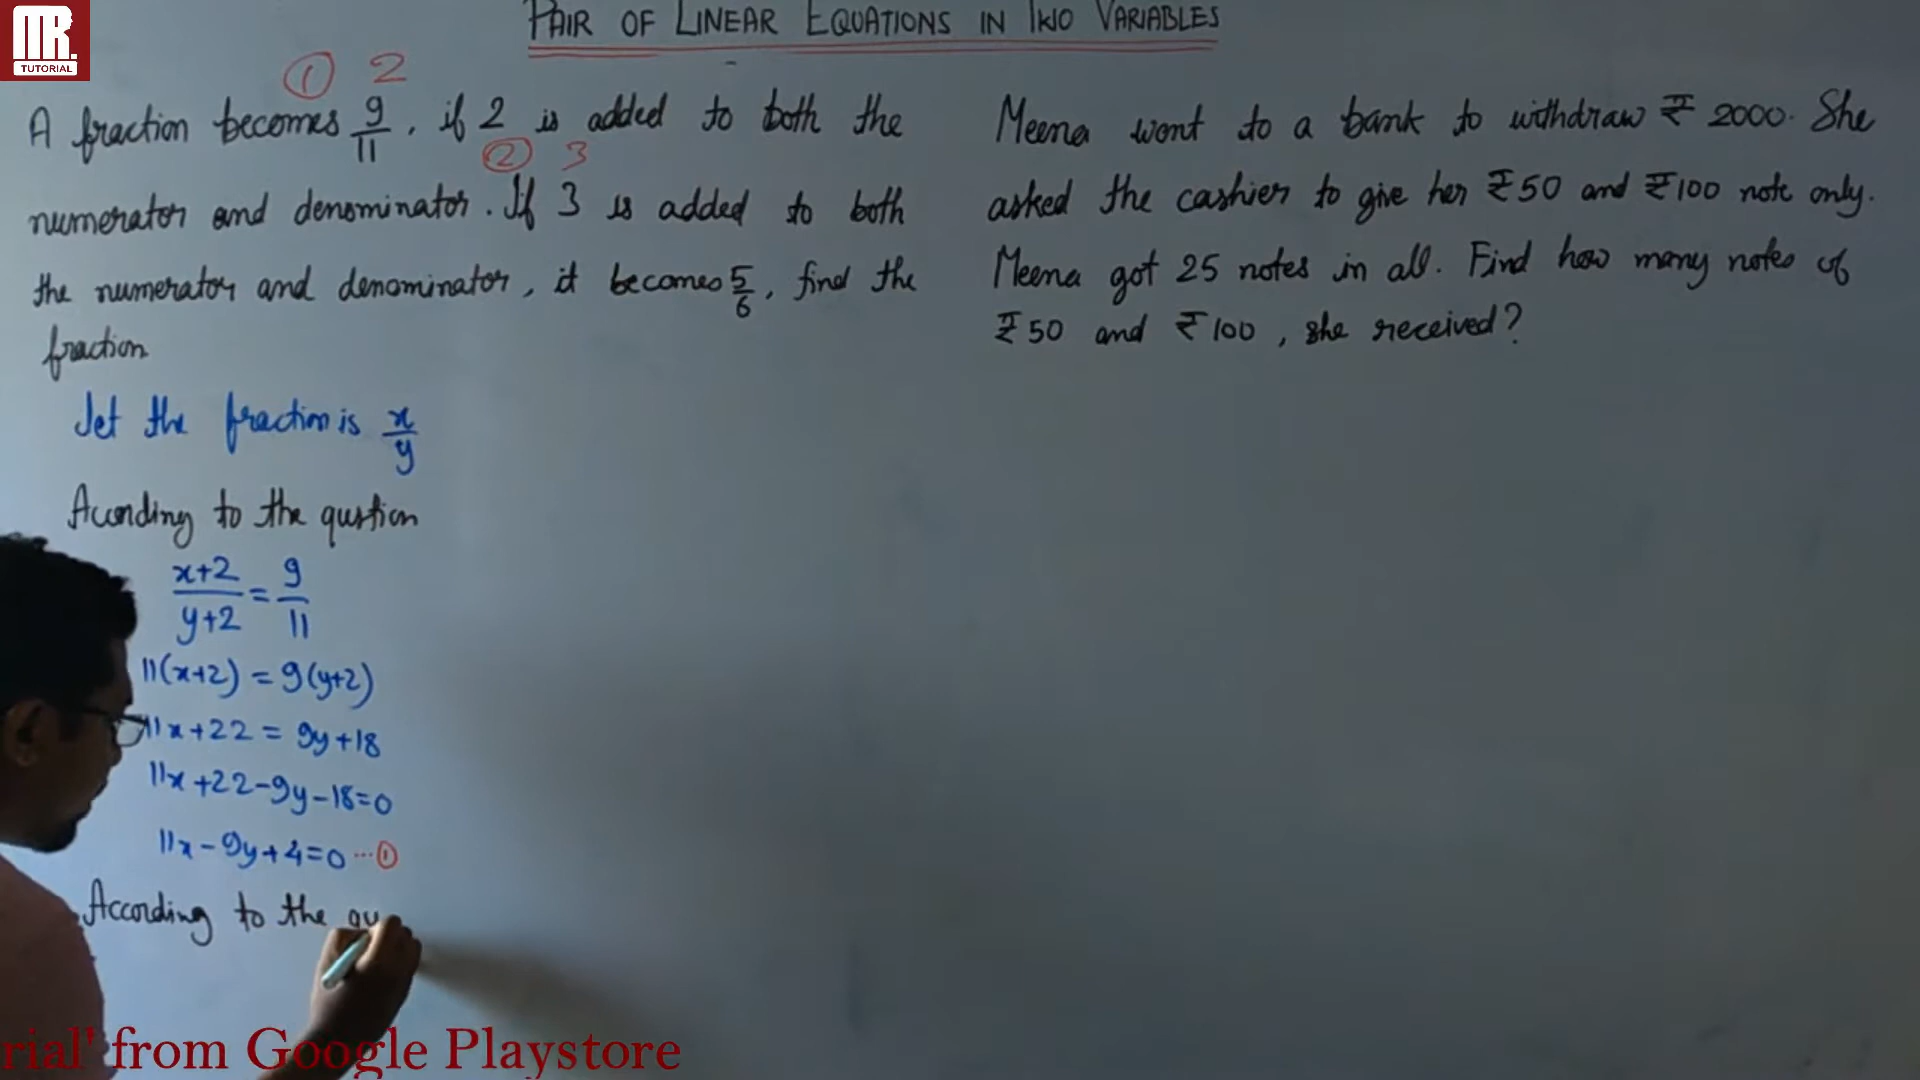 MR.
TUTORIAL
PAIR OF LINEAR EQUATIONS IN TWO VARIABLES
① 2
A fraction becomes 9/11, if 2 is added to both the
② 3
numerator and denominator. If 3 is added to both
the numerator and denominator, it becomes 5/6, find the
fraction
Let the fraction is x/y
According to the qustion
x+2/y+2 = 9/11
11(x+2) = 9(y+2)
11x+22 = 9y+18
11x+22-9y-18=0
11x-9y+4=0 ...①
According to the qu
Meena went to a bank to withdraw ₹ 2000. She
asked the cashier to give her ₹50 and ₹100 note only.
Meena got 25 notes in all. Find how many notes of
₹50 and ₹100, she received?
rial' from Google Playstore